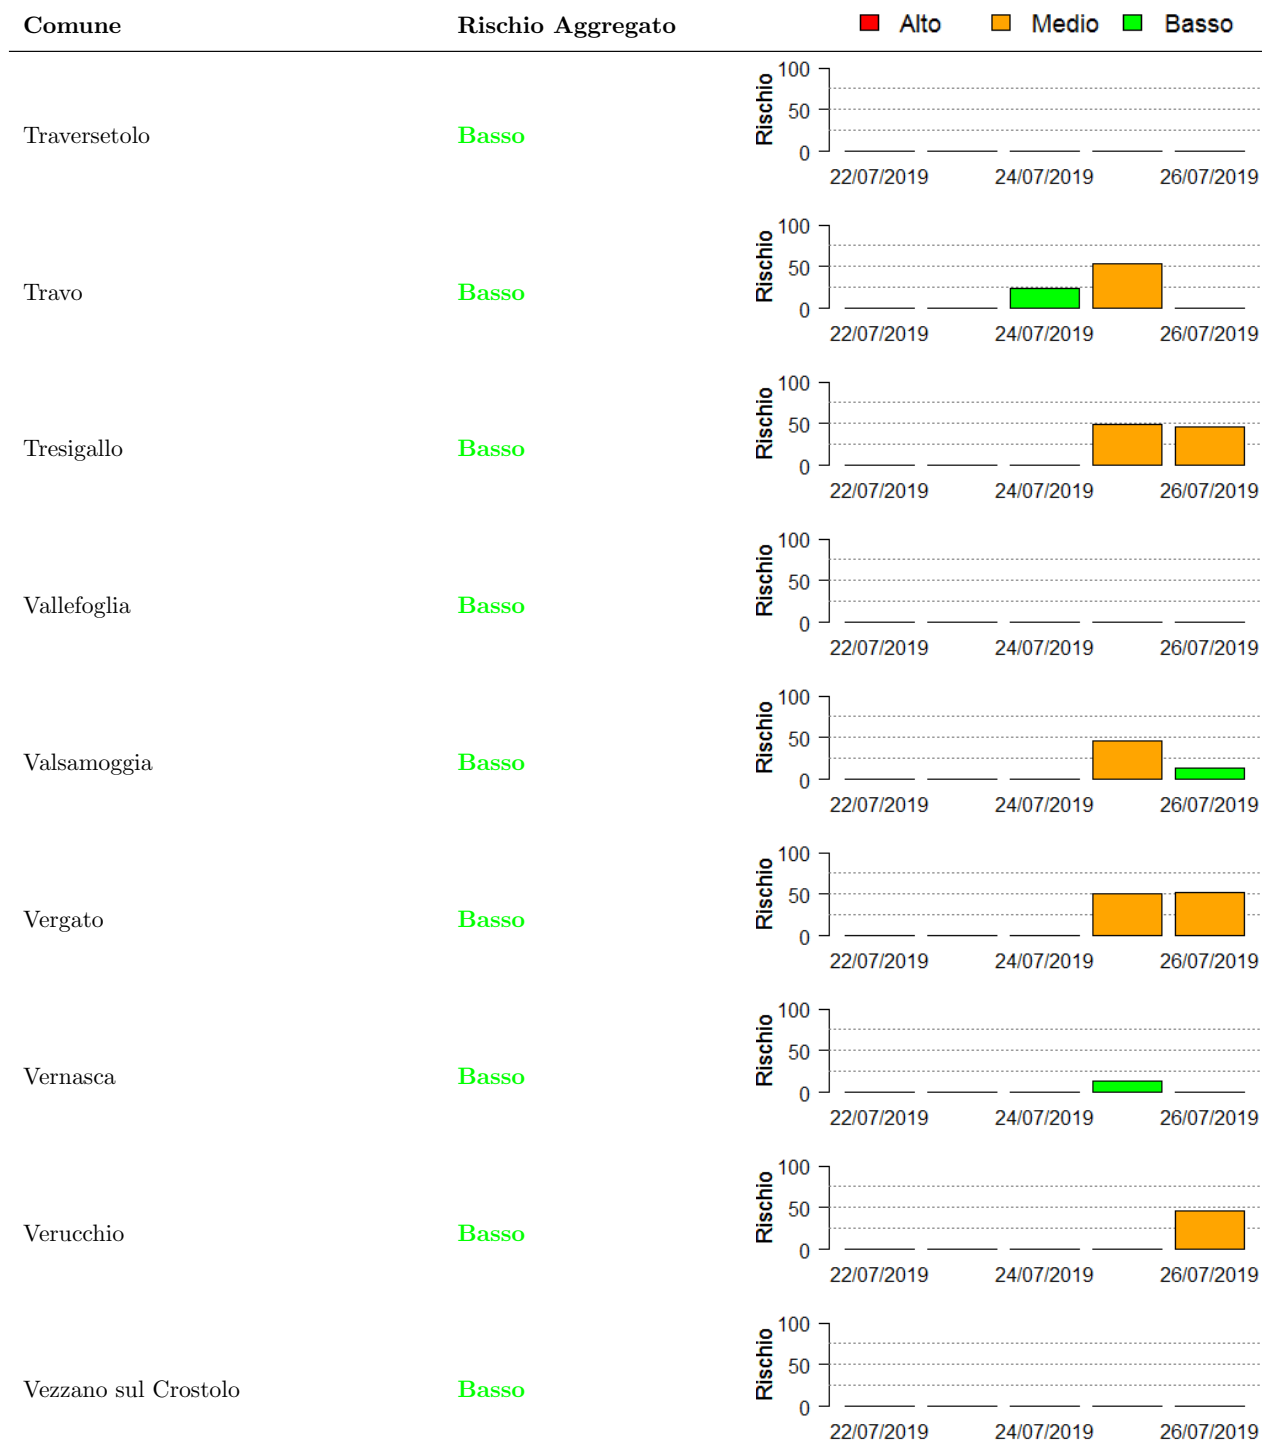 Comune Rischio Aggregato Alto Medio Basso
100
Rischio
50
Traversetolo Basso
0
22/07/2019 24/07/2019 26/07/2019
100
Rischio
50
Travo Basso
0
22/07/2019 24/07/2019 26/07/2019
100
Rischio
50
Tresigallo Basso
0
22/07/2019 24/07/2019 26/07/2019
100
Rischio
50
Vallefoglia Basso
0
22/07/2019 24/07/2019 26/07/2019
100
Rischio
50
Valsamoggia Basso
0
22/07/2019 24/07/2019 26/07/2019
100
Rischio
50
Vergato Basso
0
22/07/2019 24/07/2019 26/07/2019
100
Rischio
50
Vernasca Basso
0
22/07/2019 24/07/2019 26/07/2019
100
Rischio
50
Verucchio Basso
0
22/07/2019 24/07/2019 26/07/2019
100
Rischio
50
Vezzano sul Crostolo Basso
0
22/07/2019 24/07/2019 26/07/2019